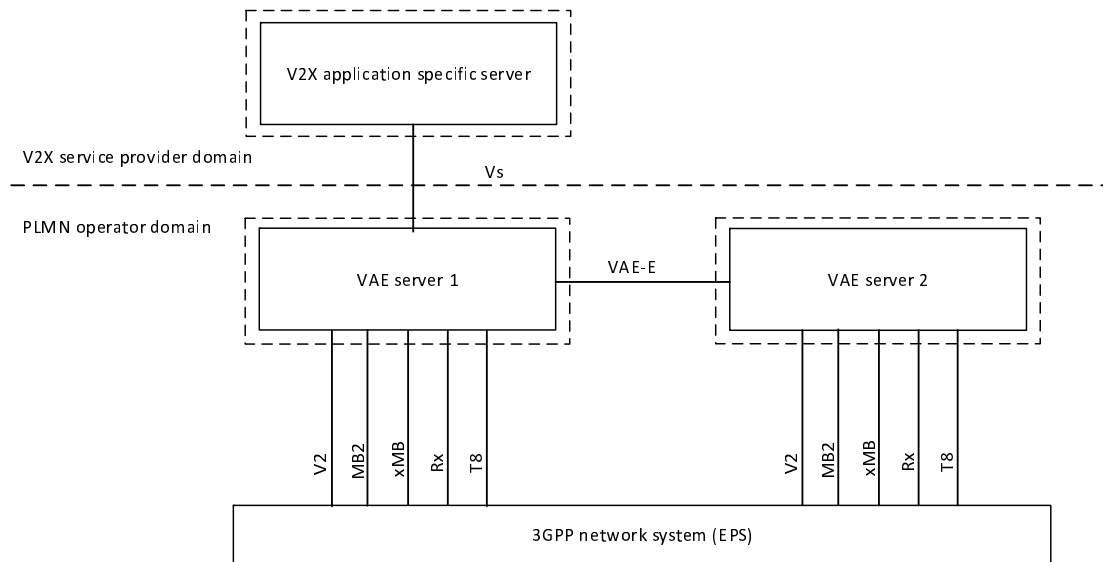 V2X application specific server
V2X service provider domain
Vs
PLMN operator domain
VAE server 1
VAE-E
VAE server 2
V2
MB2
xMB
Rx
T8
V2
MB2
xMB
Rx
T8
3GPP network system (EPS)